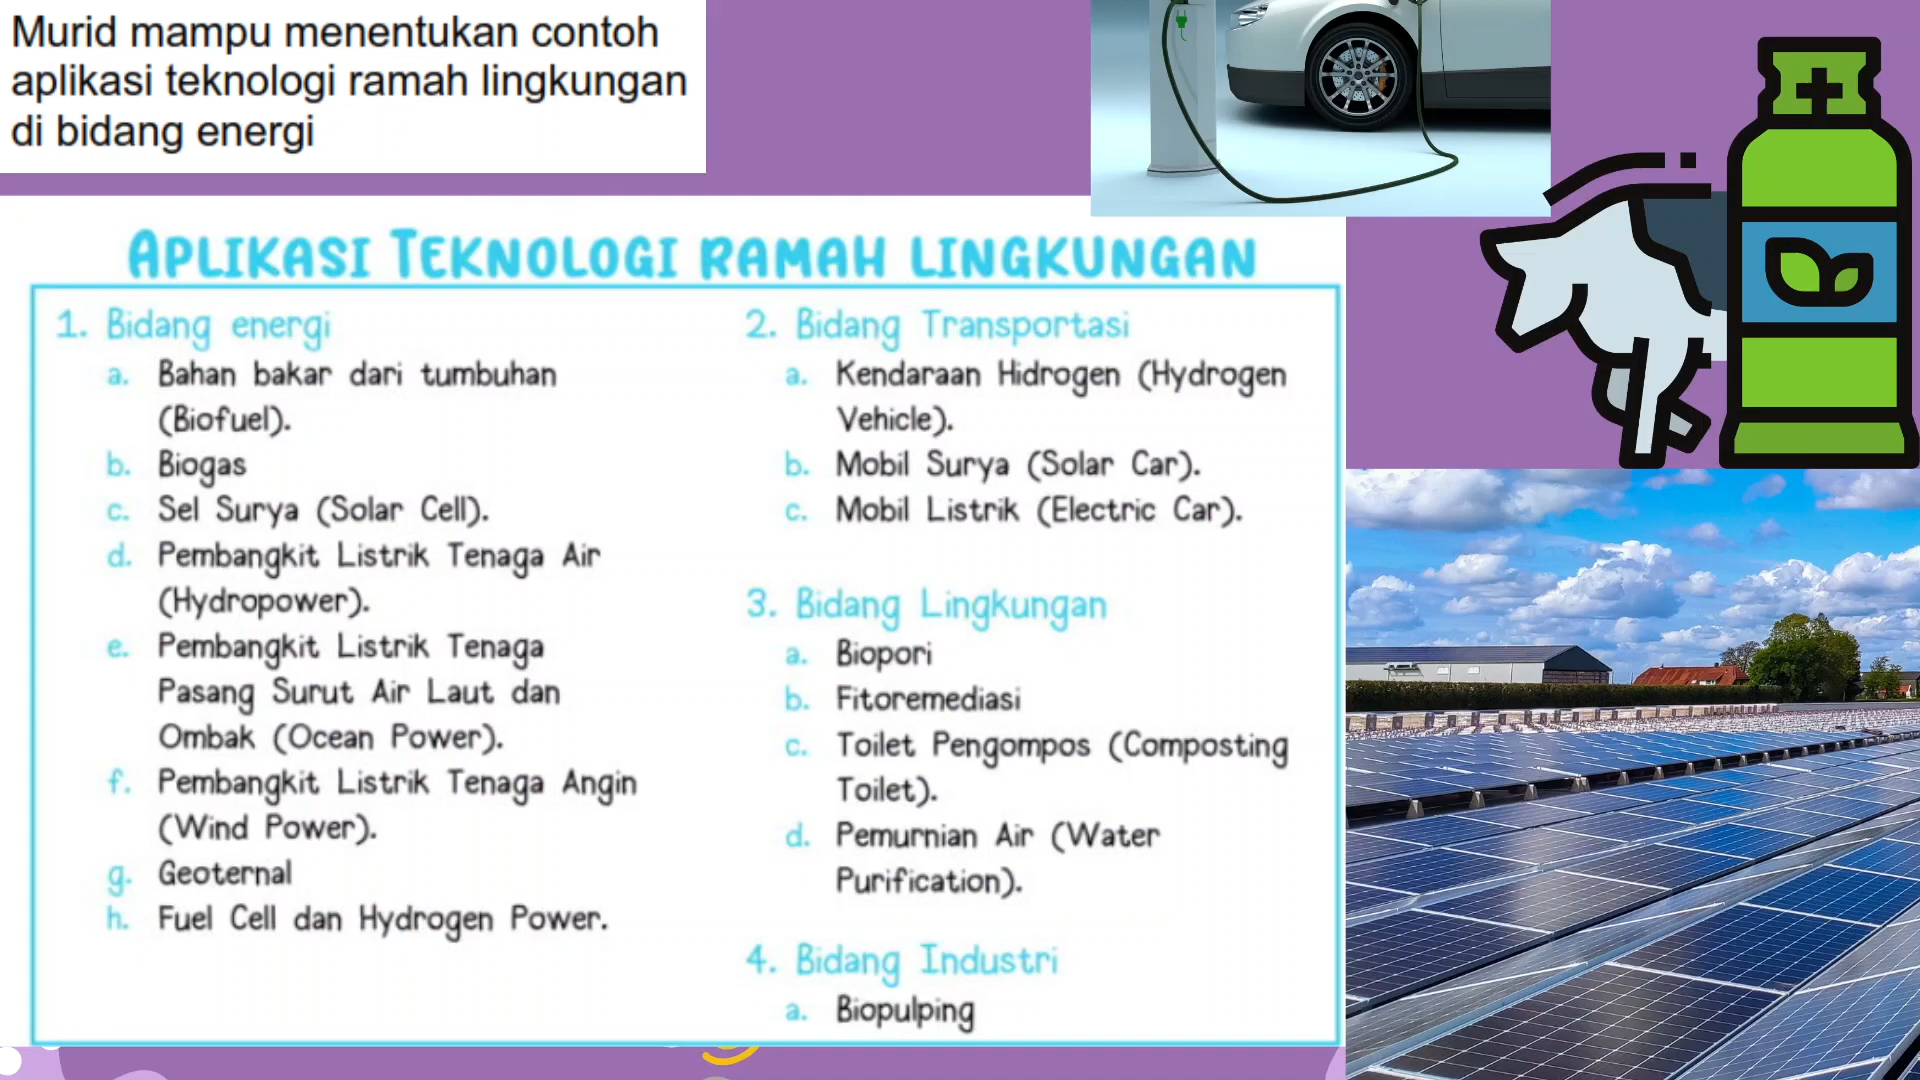 Murid mampu menentukan contoh
aplikasi teknologi ramah lingkungan
di bidang energi
APLIKASI TEKNOLOGI RAMAH LINGKUNGAN
1. Bidang energi
a. Bahan bakar dari tumbuhan
(Biofuel).
b. Biogas
c. Sel Surya (Solar Cell).
d. Pembangkit Listrik Tenaga Air
(Hydropower).
e. Pembangkit Listrik Tenaga
Pasang Surut Air Laut dan
Ombak (Ocean Power).
f. Pembangkit Listrik Tenaga Angin
(Wind Power).
g. Geoternal
h. Fuel Cell dan Hydrogen Power.
2. Bidang Transportasi
a. Kendaraan Hidrogen (Hydrogen
Vehicle).
b. Mobil Surya (Solar Car).
c. Mobil Listrik (Electric Car).
3. Bidang Lingkungan
a. Biopori
b. Fitoremediasi
c. Toilet Pengompos (Composting
Toilet).
d. Pemurnian Air (Water
Purification).
4. Bidang Industri
a. Biopulping